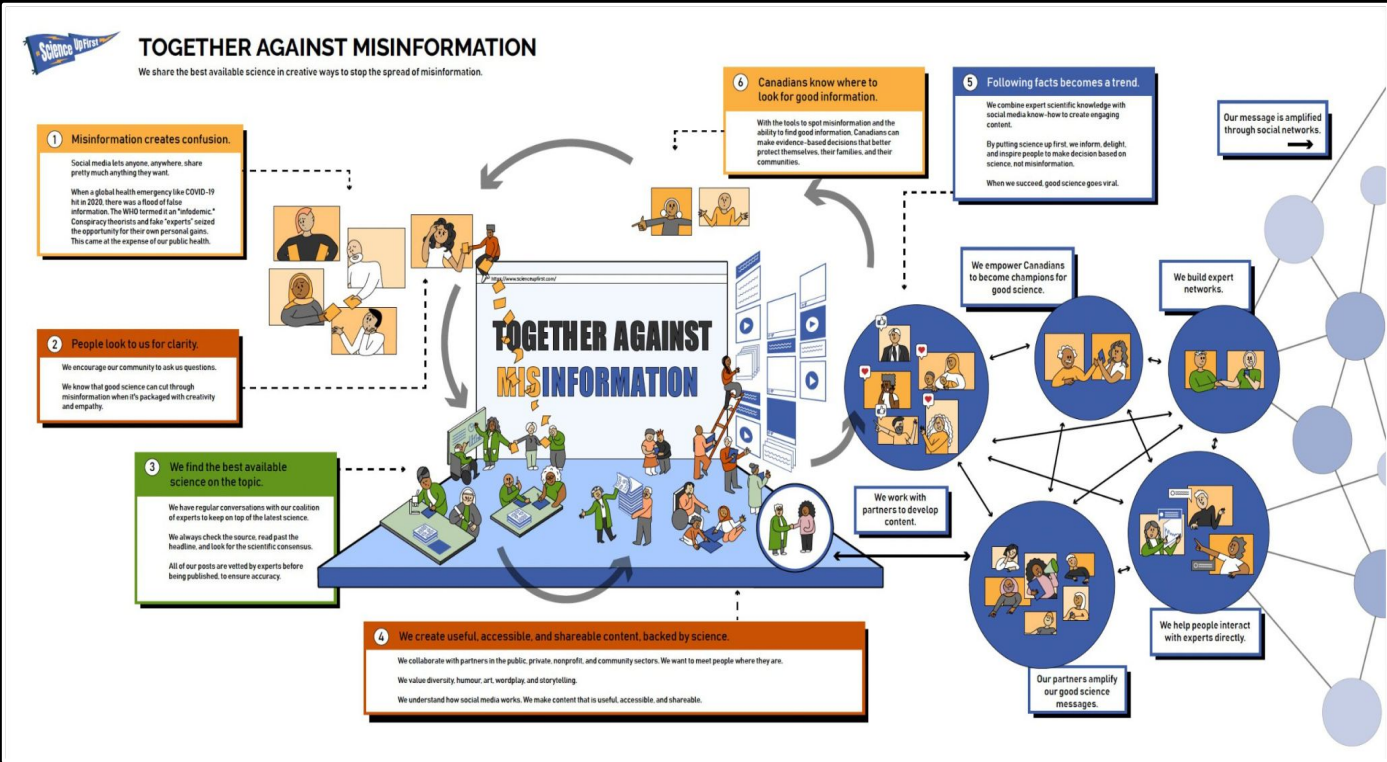 Science Up First
TOGETHER AGAINST MISINFORMATION
We share the best available science in creative ways to stop the spread of misinformation.
1 Misinformation creates confusion.
Social media lets anyone, anywhere, share
pretty much anything they want.
When a global health emergency like COVID-19
hit in 2020, there was a flood of false
information. The WHO termed it an "infodemic."
Conspiracy theorists and fake "experts" seized
the opportunity for their own personal gains.
This came at the expense of our public health.
2 People look to us for clarity.
We encourage our community to ask us questions.
We know that good science can cut through
misinformation when it's packaged with creativity
and empathy.
3 We find the best available
science on the topic.
We have regular conversations with our coalition
of experts to keep on top of the latest science.
We always check the source, read past the
headline, and look for the scientific consensus.
All of our posts are vetted by experts before
being published, to ensure accuracy.
https://www.scienceupfirst.com/
TOGETHER AGAINST
MISINFORMATION
4 We create useful, accessible, and shareable content, backed by science.
We collaborate with partners in the public, private, nonprofit, and community sectors. We want to meet people where they are.
We value diversity, humour, art, wordplay, and storytelling.
We understand how social media works. We make content that is useful, accessible, and shareable.
5 Following facts becomes a trend.
We combine expert scientific knowledge with
social media know-how to create engaging
content.
By putting science up first, we inform, delight,
and inspire people to make decision based on
science, not misinformation.
When we succeed, good science goes viral.
6 Canadians know where to
look for good information.
With the tools to spot misinformation and the
ability to find good information, Canadians can
make evidence-based decisions that better
protect themselves, their families, and their
communities.
Our message is amplified
through social networks.
We empower Canadians
to become champions for
good science.
We build expert
networks.
We work with
partners to develop
content.
We help people interact
with experts directly.
Our partners amplify
our good science
messages.